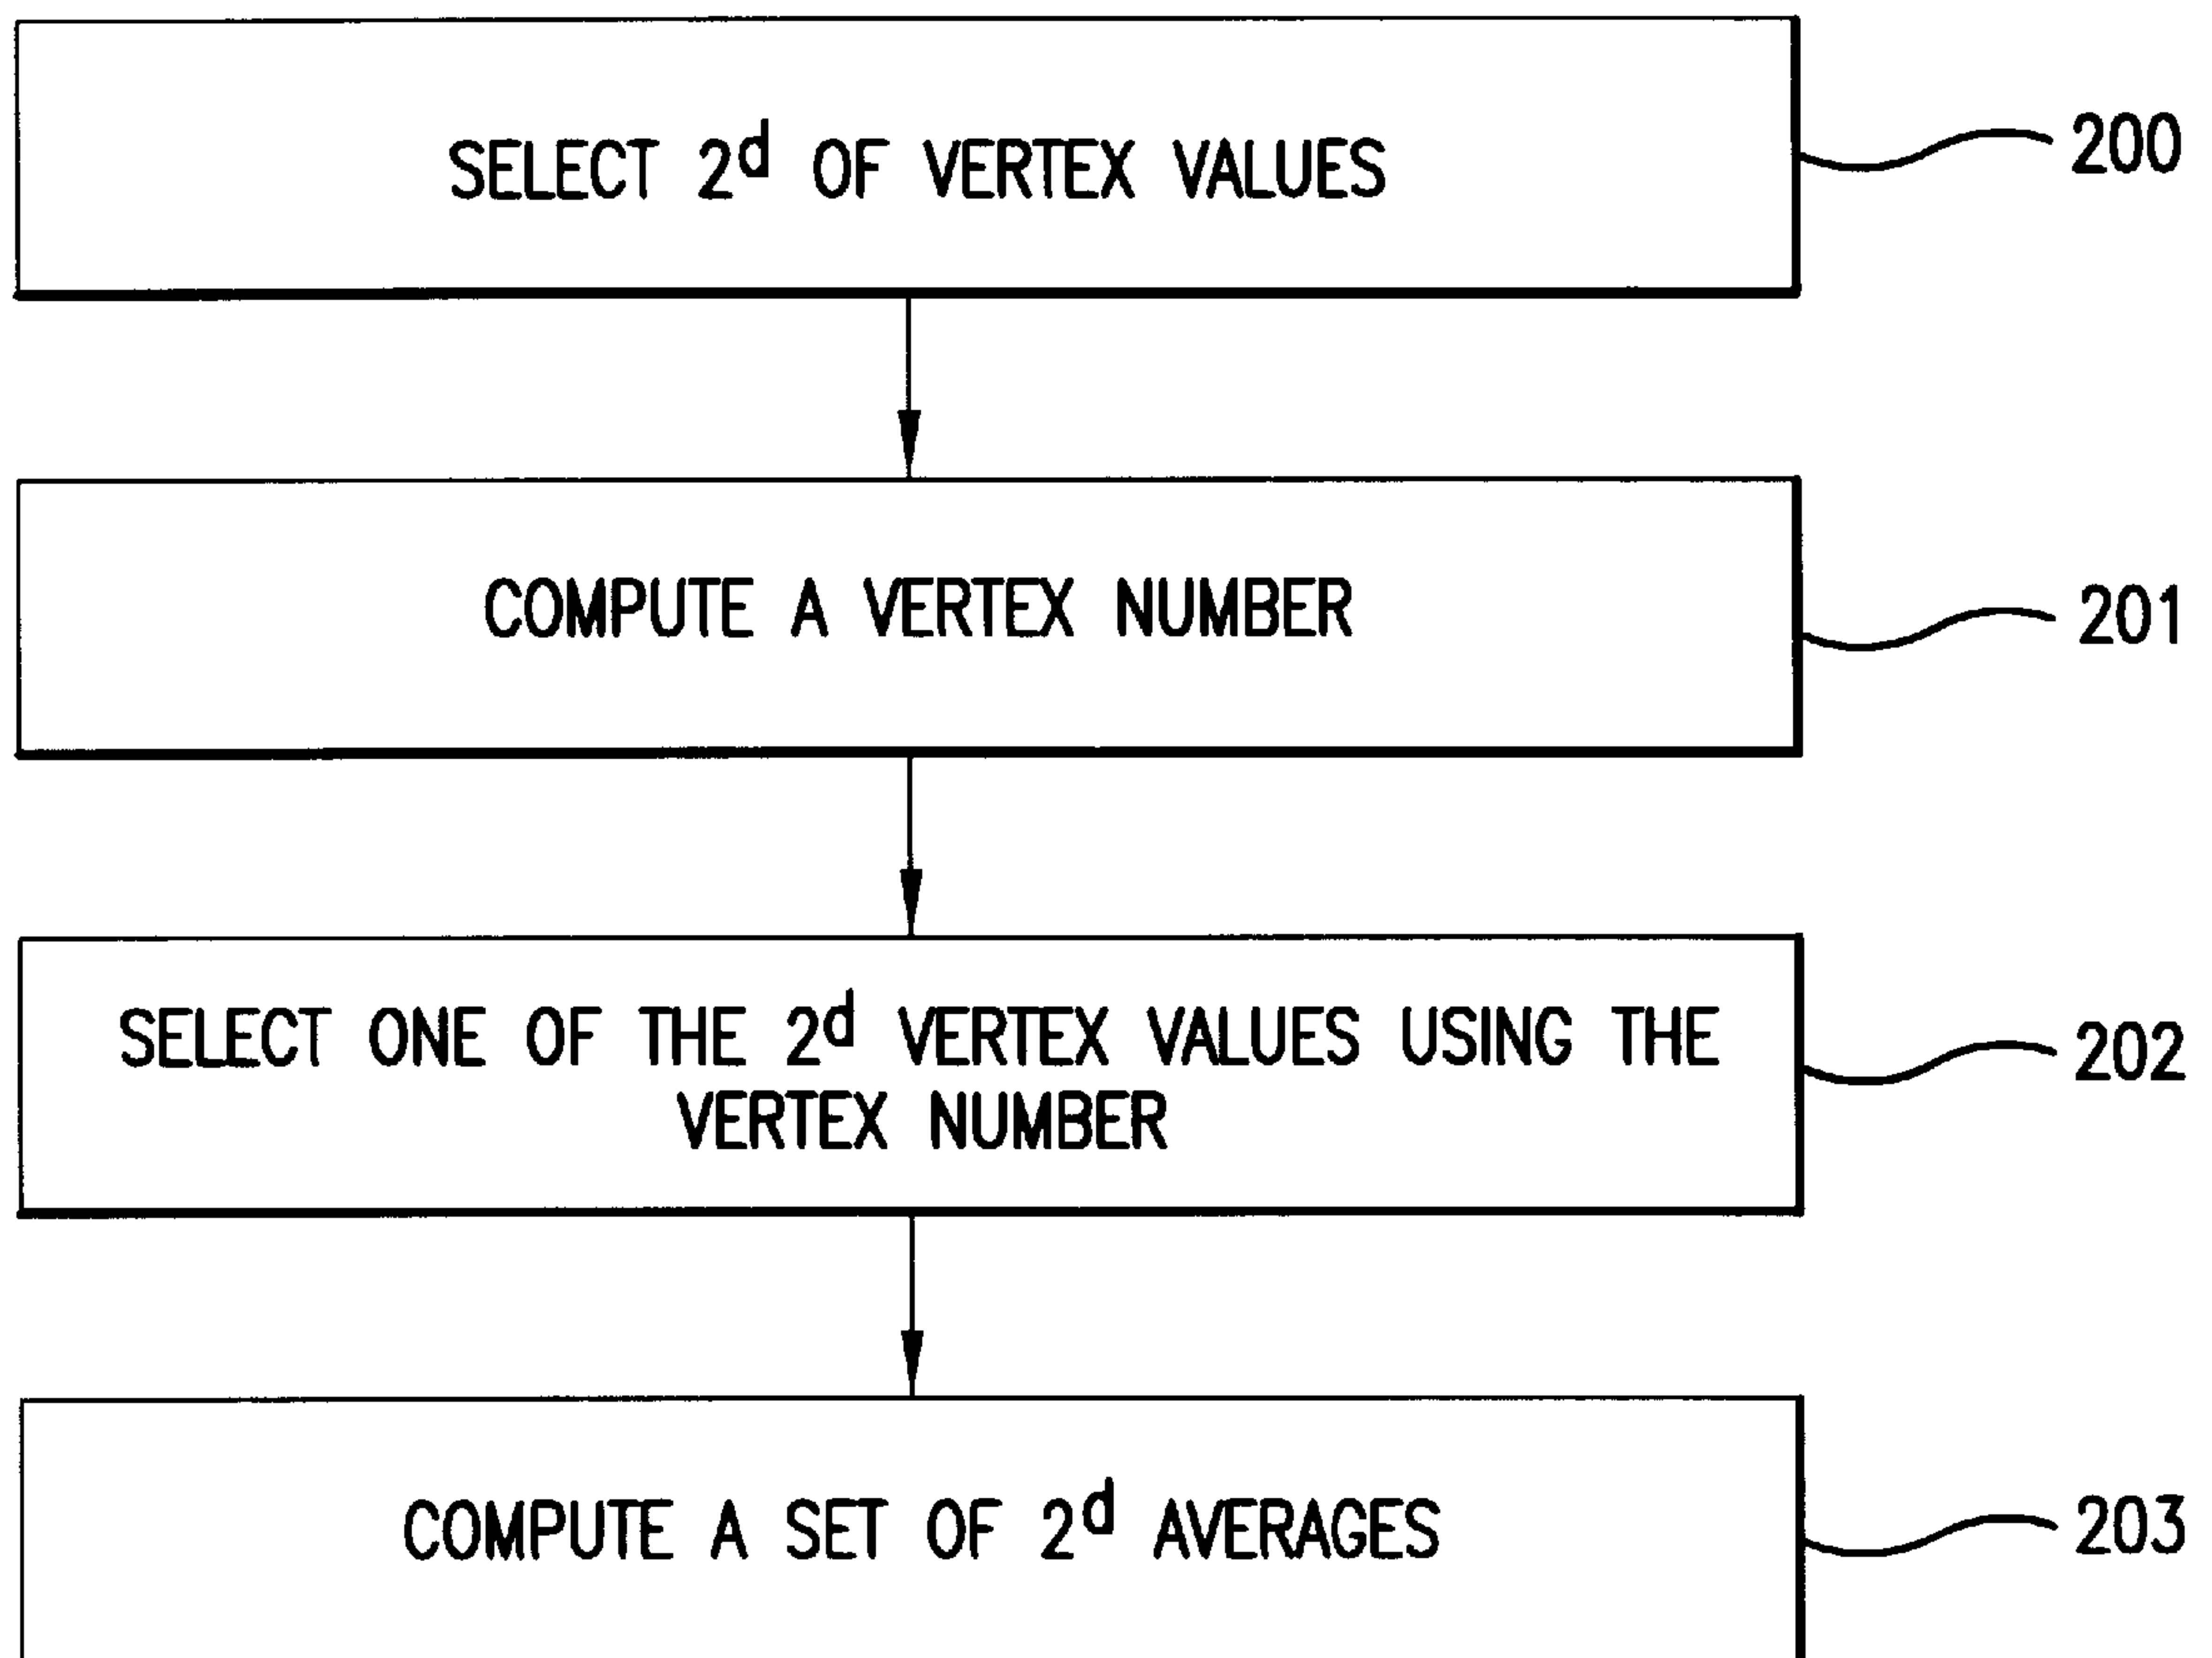 SELECT 2ᵈ OF VERTEX VALUES
200
COMPUTE A VERTEX NUMBER
201
SELECT ONE OF THE 2ᵈ VERTEX VALUES USING THE
VERTEX NUMBER
202
COMPUTE A SET OF 2ᵈ AVERAGES
203